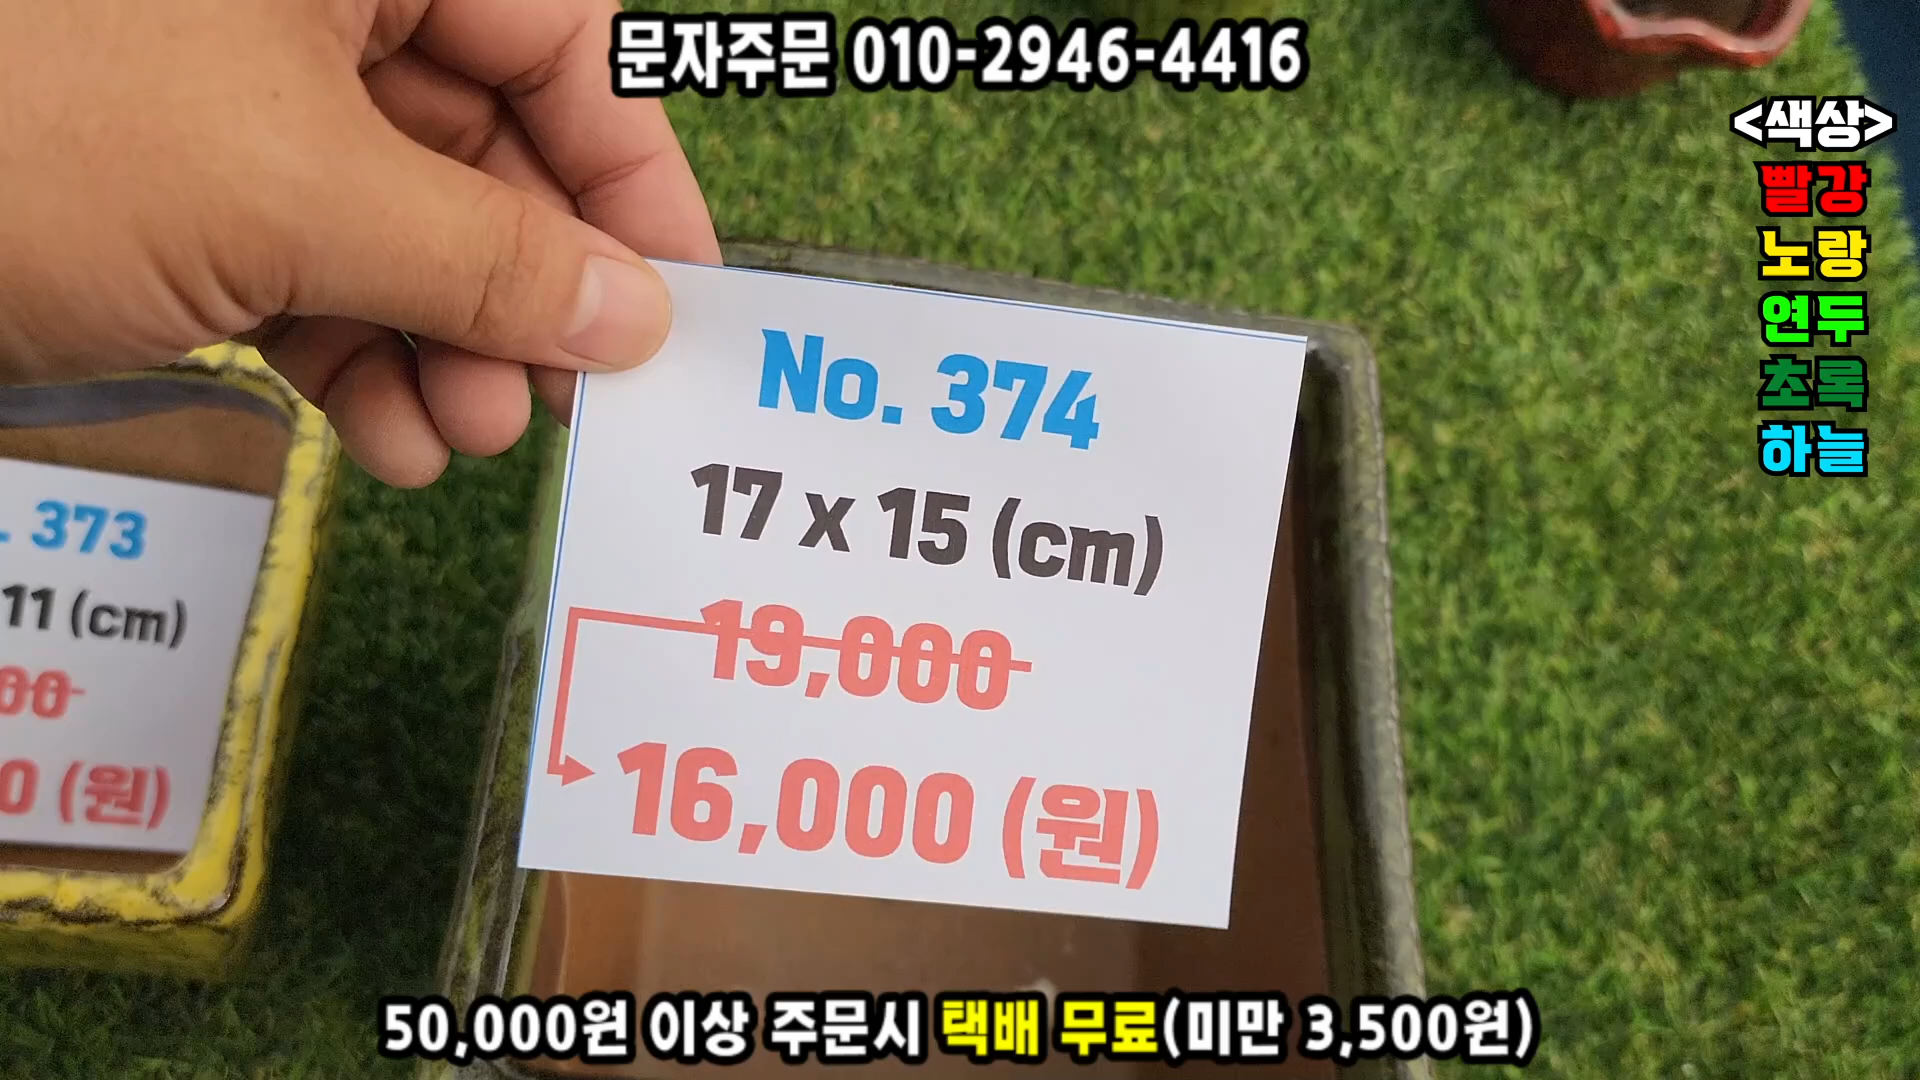 문자주문 010-2946-4416
<색상>
빨강
노랑
연두
초록
하늘
No. 374
17 x 15 (cm)
19,000
16,000 (원)
. 373
11 (cm)
00
0 (원)
50,000원 이상 주문시 택배 무료(미만 3,500원)